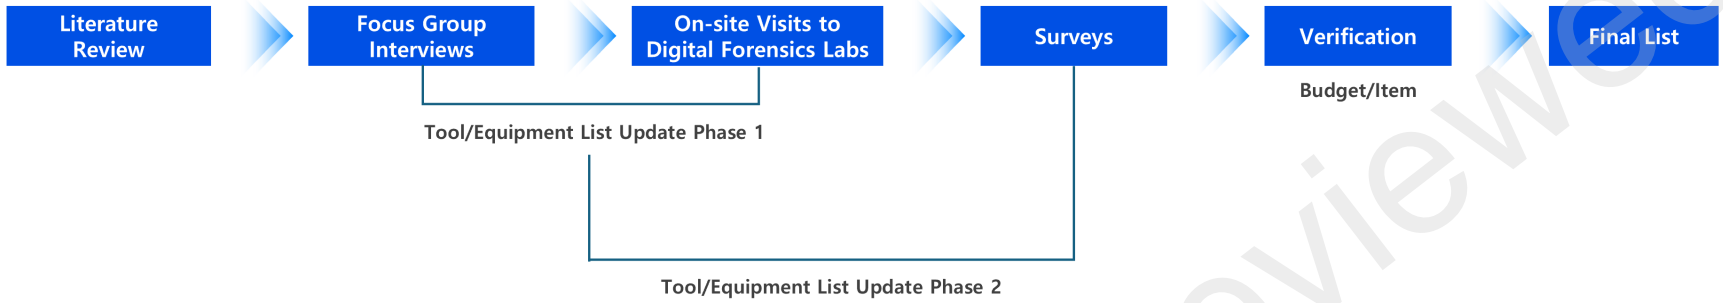 Literature
Review
Focus Group
Interviews
On-site Visits to
Digital Forensics Labs
Surveys
Verification
Final List
Budget/Item
Tool/Equipment List Update Phase 1
Tool/Equipment List Update Phase 2